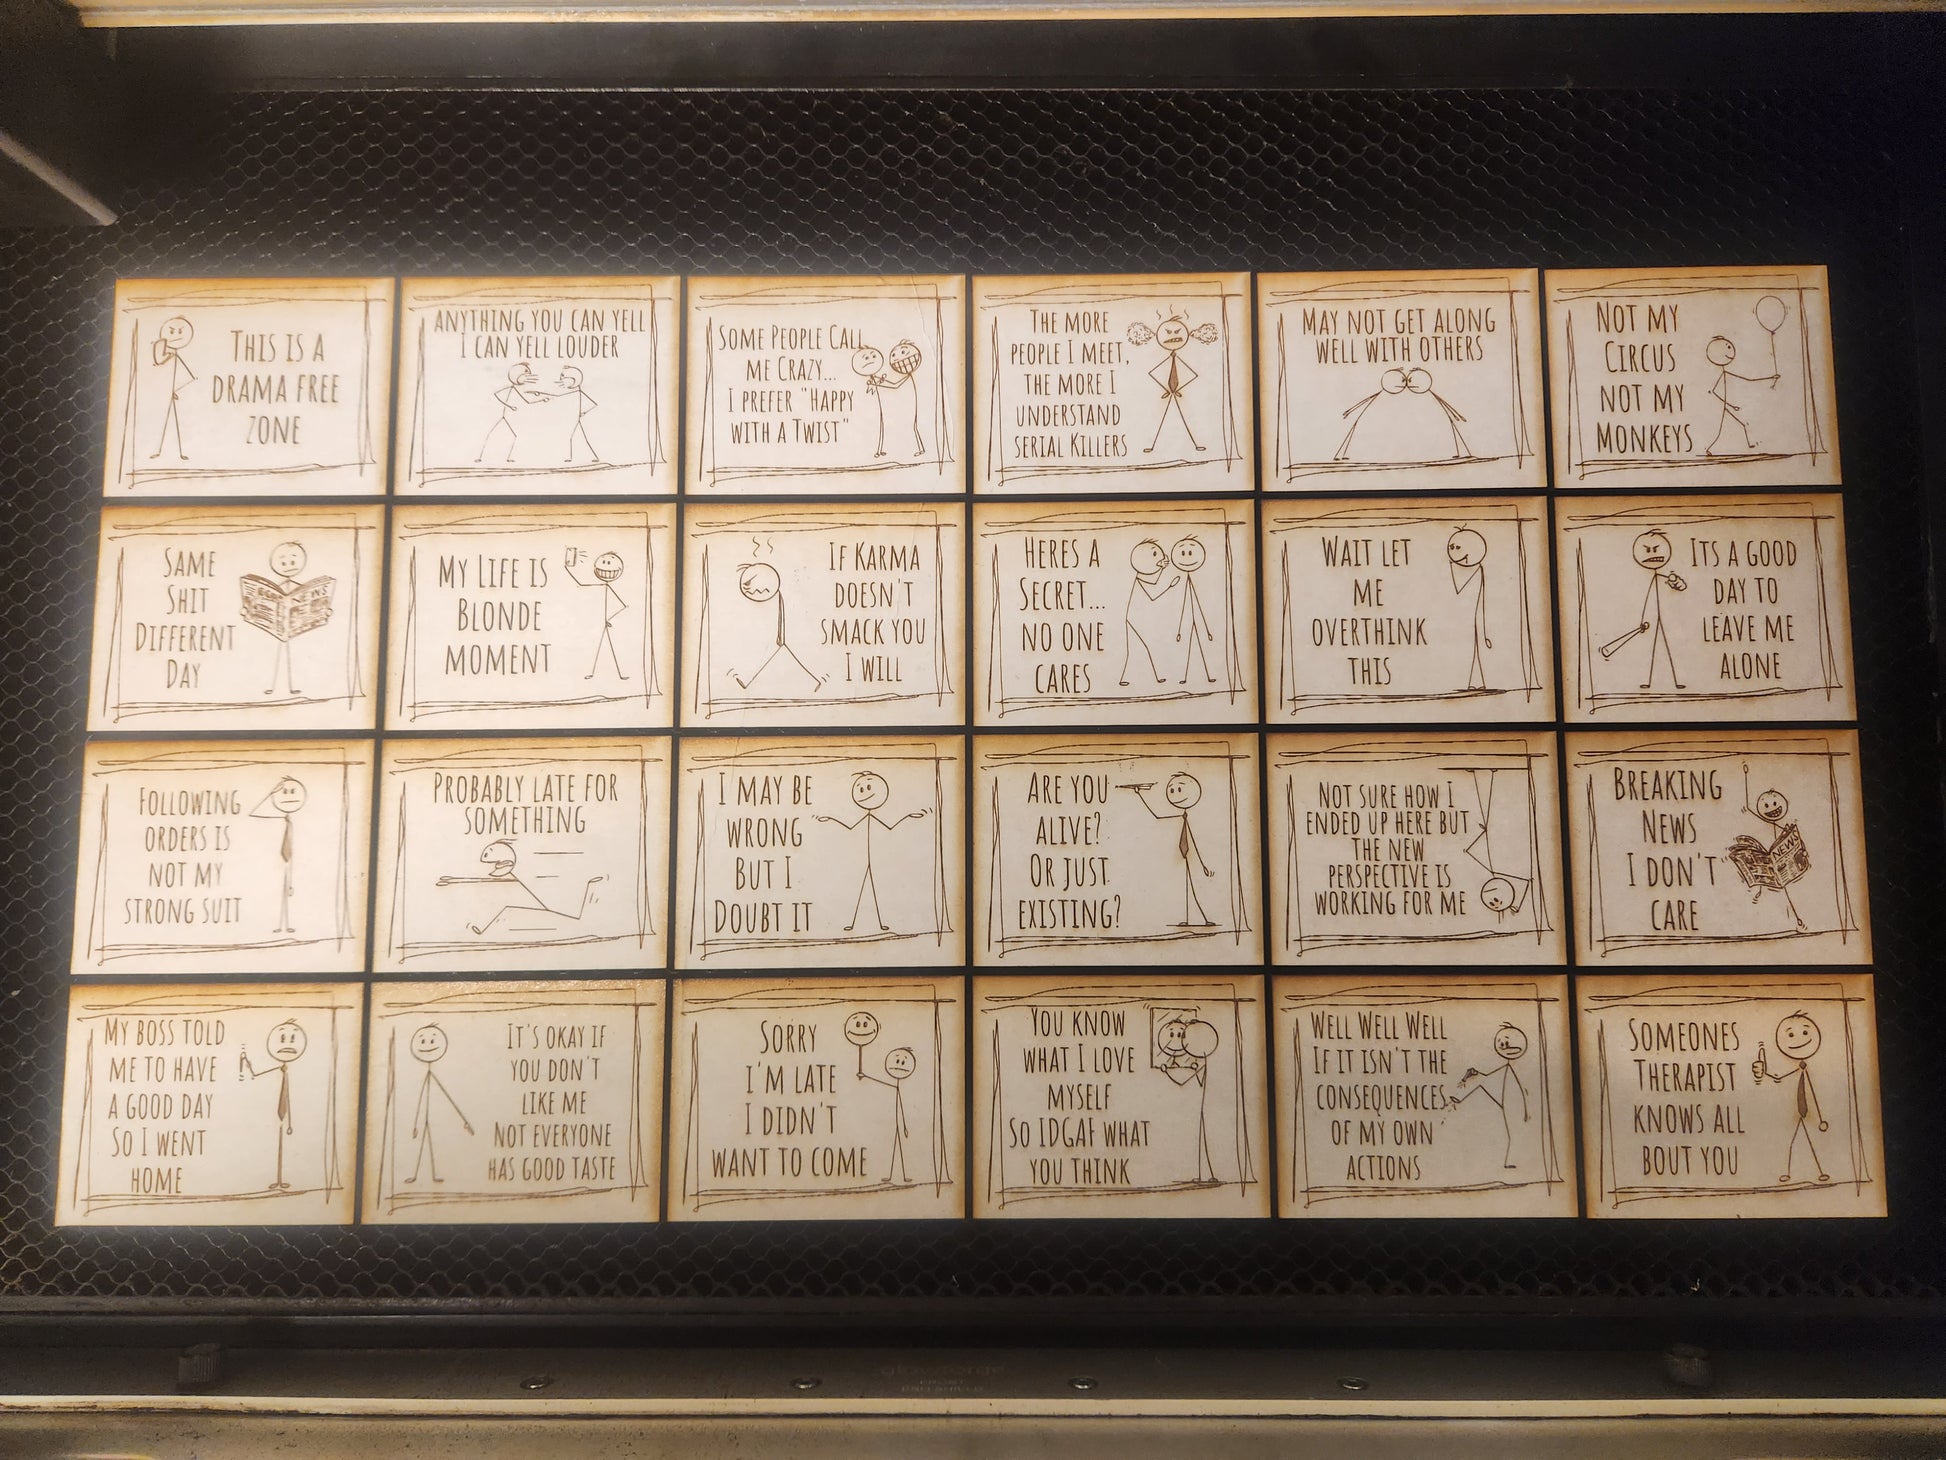 THIS IS A
DRAMA FREE
ZONE
ANYTHING YOU CAN YELL
I CAN YELL LOUDER
SOME PEOPLE CALL
ME CRAZY...
I PREFER "HAPPY
WITH A TWIST"
THE MORE
PEOPLE I MEET,
THE MORE I
UNDERSTAND
SERIAL KILLERS
MAY NOT GET ALONG
WELL WITH OTHERS
NOT MY
CIRCUS
NOT MY
MONKEYS
SAME
SHIT
DIFFERENT
DAY
NEWS
MY LIFE IS
BLONDE
MOMENT
IF KARMA
DOESN'T
SMACK YOU
I WILL
HERES A
SECRET...
NO ONE
CARES
WAIT LET
ME
OVERTHINK
THIS
ITS A GOOD
DAY TO
LEAVE ME
ALONE
FOLLOWING
ORDERS IS
NOT MY
STRONG SUIT
PROBABLY LATE FOR
SOMETHING
I MAY BE
WRONG
BUT I
DOUBT IT
ARE YOU
ALIVE?
OR JUST
EXISTING?
NOT SURE HOW I
ENDED UP HERE BUT
THE NEW
PERSPECTIVE IS
WORKING FOR ME
BREAKING
NEWS
I DON'T
CARE
NEWS
MY BOSS TOLD
ME TO HAVE
A GOOD DAY
SO I WENT
HOME
IT'S OKAY IF
YOU DON'T
LIKE ME
NOT EVERYONE
HAS GOOD TASTE
SORRY
I'M LATE
I DIDN'T
WANT TO COME
YOU KNOW
WHAT I LOVE
MYSELF
SO IDGAF WHAT
YOU THINK
WELL WELL WELL
IF IT ISN'T THE
CONSEQUENCES
OF MY OWN
ACTIONS
SOMEONES
THERAPIST
KNOWS ALL
BOUT YOU
glowforge